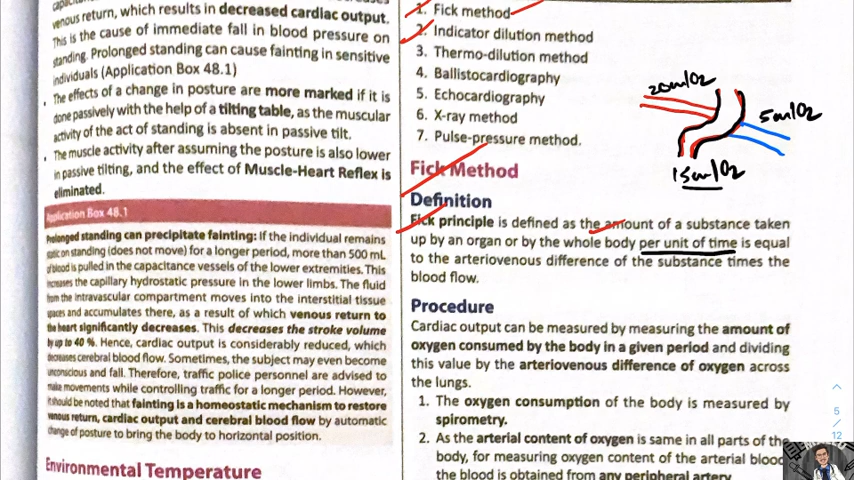 venous return, which results in decreased cardiac output.
This is the cause of immediate fall in blood pressure on
standing. Prolonged standing can cause fainting in sensitive
individuals (Application Box 48.1)
The effects of a change in posture are more marked if it is
done passively with the help of a tilting table, as the muscular
activity of the act of standing is absent in passive tilt.
The muscle activity after assuming the posture is also lower
in passive tilting, and the effect of Muscle-Heart Reflex is
eliminated.
Application Box 48.1
Prolonged standing can precipitate fainting: If the individual remains
on standing (does not move) for a longer period, more than 500 mL
of blood is pulled in the capacitance vessels of the lower extremities. This
increases the capillary hydrostatic pressure in the lower limbs. The fluid
from the intravascular compartment moves into the interstitial tissue
spaces and accumulates there, as a result of which venous return to
the heart significantly decreases. This decreases the stroke volume
by up to 40 %. Hence, cardiac output is considerably reduced, which
decreases cerebral blood flow. Sometimes, the subject may even become
unconscious and fall. Therefore, traffic police personnel are advised to
make movements while controlling traffic for a longer period. However,
it should be noted that fainting is a homeostatic mechanism to restore
venous return, cardiac output and cerebral blood flow by automatic
change of posture to bring the body to horizontal position.
Environmental Temperature
1. Fick method
2. Indicator dilution method
3. Thermo-dilution method
4. Ballistocardiography
5. Echocardiography
6. X-ray method
7. Pulse-pressure method.
20ml O2
5ml O2
15ml O2
Fick Method
Definition
Fick principle is defined as the amount of a substance taken
up by an organ or by the whole body per unit of time is equal
to the arteriovenous difference of the substance times the
blood flow.
Procedure
Cardiac output can be measured by measuring the amount of
oxygen consumed by the body in a given period and dividing
this value by the arteriovenous difference of oxygen across
the lungs.
1. The oxygen consumption of the body is measured by
spirometry.
2. As the arterial content of oxygen is same in all parts of the
body, for measuring oxygen content of the arterial blood
the blood is obtained from any peripheral artery
5
12